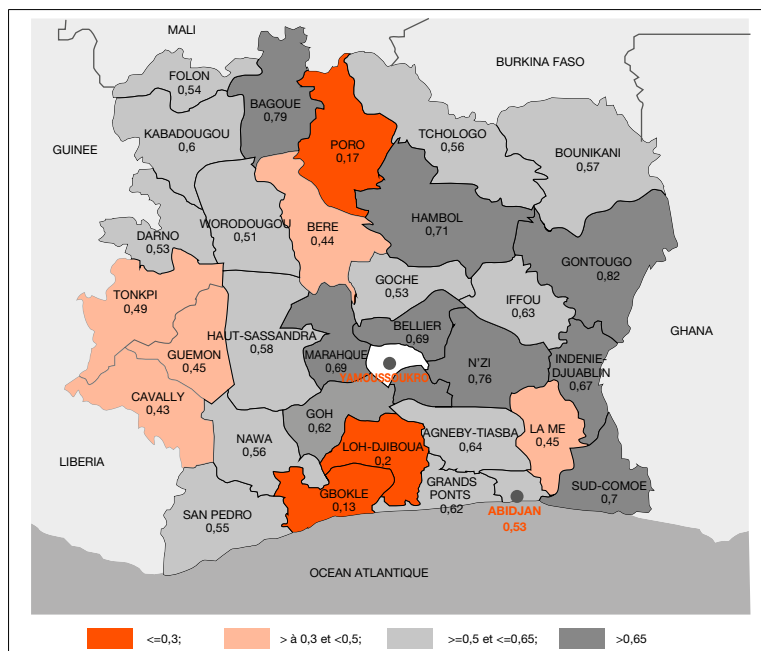 MALI
BURKINA FASO
FOLON
0,54
BAGOUE
0,79
KABADOUGOU
0,6
PORO
0,17
TCHOLOGO
0,56
GUINEE
BOUNIKANI
0,57
WORODOUGOU
0,51
BERE
0,44
HAMBOL
0,71
DARNO
0,53
GONTOUGO
0,82
TONKPI
0,49
GOCHE
0,53
IFFOU
0,63
BELLIER
0,69
GHANA
HAUT-SASSANDRA
0,58
GUEMON
0,45
MARAHQUE
0,69
N'ZI
0,76
INDENIE-
DJUABLIN
0,67
CAVALLY
0,43
GOH
0,62
NAWA
0,56
LOH-DJIBOUA
0,2
AGNEBY-TIASBA
0,64
LA ME
0,45
LIBERIA
GBOKLE
0,13
GRANDS
PONTS
0,62
SUD-COMOE
0,7
SAN PEDRO
0,55
ABIDJAN
0,53
OCEAN ATLANTIQUE
<=0,3;
> à 0,3 et <0,5;
>=0,5 et <=0,65;
>0,65